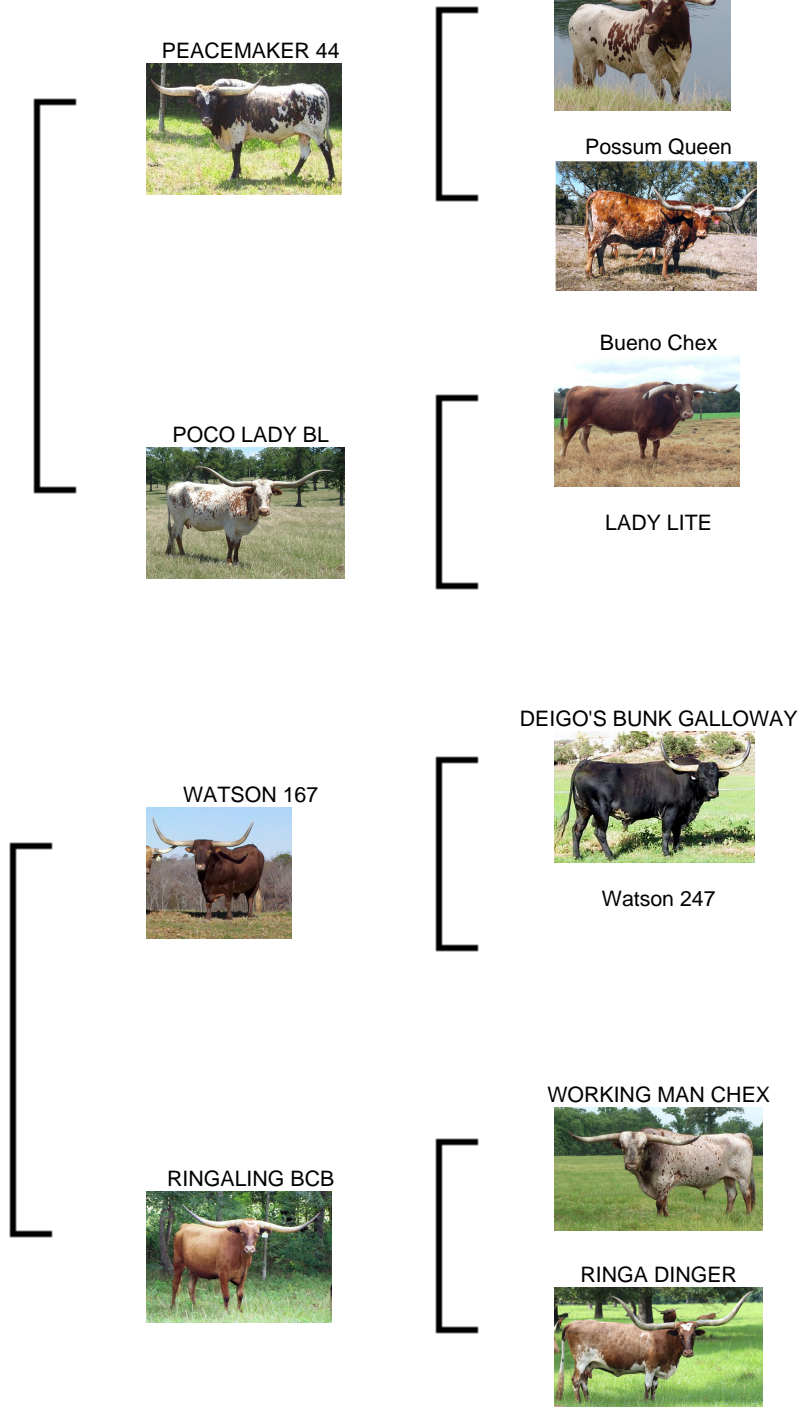 PEACEMAKER 44
Possum Queen
Bueno Chex
POCO LADY BL
LADY LITE
DEIGO'S BUNK GALLOWAY
WATSON 167
Watson 247
WORKING MAN CHEX
RINGALING BCB
RINGA DINGER